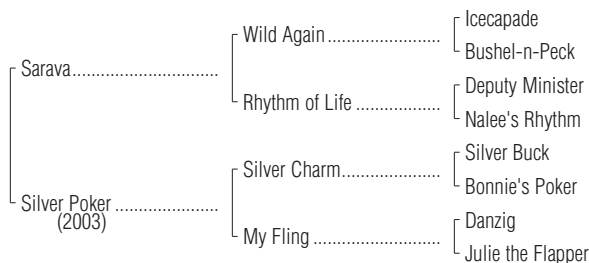 Icecapade
Wild Again
Bushel-n-Peck
Sarava
Deputy Minister
Rhythm of Life
Nalee's Rhythm
Silver Buck
Silver Charm
Bonnie's Poker
Silver Poker
(2003)
Danzig
My Fling
Julie the Flapper